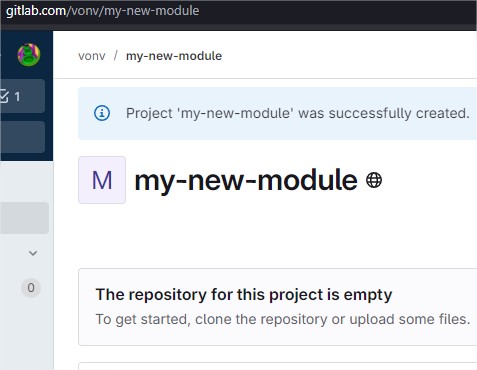 gitlab.com/vonv/my-new-module
vonv / my-new-module
1
Project 'my-new-module' was successfully created.
M my-new-module
0
The repository for this project is empty
To get started, clone the repository or upload some files.